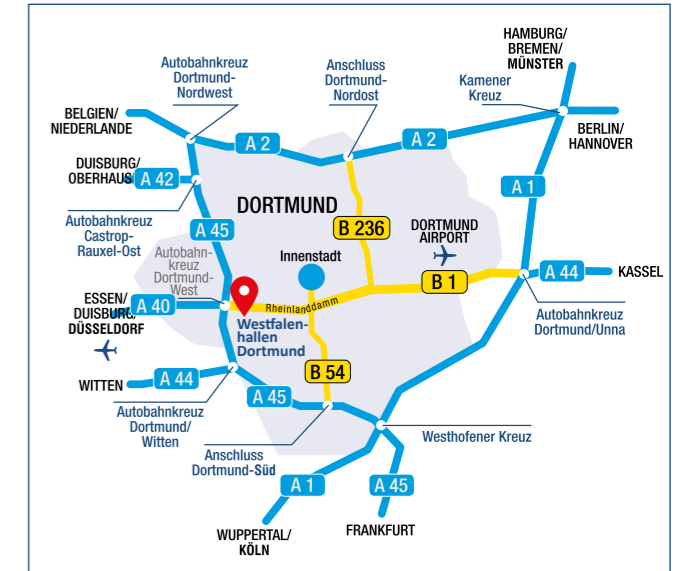 HAMBURG/
BREMEN/
MÜNSTER
Autobahnkreuz
Dortmund-
Nordwest
Anschluss
Dortmund-
Nordost
Kamener
Kreuz
BELGIEN/
NIEDERLANDE
BERLIN/
HANNOVER
A 2
A 2
DUISBURG/
OBERHAUS
A 42
A 1
DORTMUND
Autobahnkreuz
Castrop-
Rauxel-Ost
A 45
B 236
DORTMUND
AIRPORT
Autobahn-
kreuz
Dortmund-
West
Innenstadt
B 1
A 44
KASSEL
ESSEN/
DUISBURG/
DÜSSELDORF
A 40
Rheinlanddamm
Westfalen-
hallen
Dortmund
Autobahnkreuz
Dortmund/Unna
B 54
WITTEN
A 44
A 45
Autobahnkreuz
Dortmund/
Witten
Anschluss
Dortmund-Süd
Westhofener Kreuz
A 1
A 45
WUPPERTAL/
KÖLN
FRANKFURT